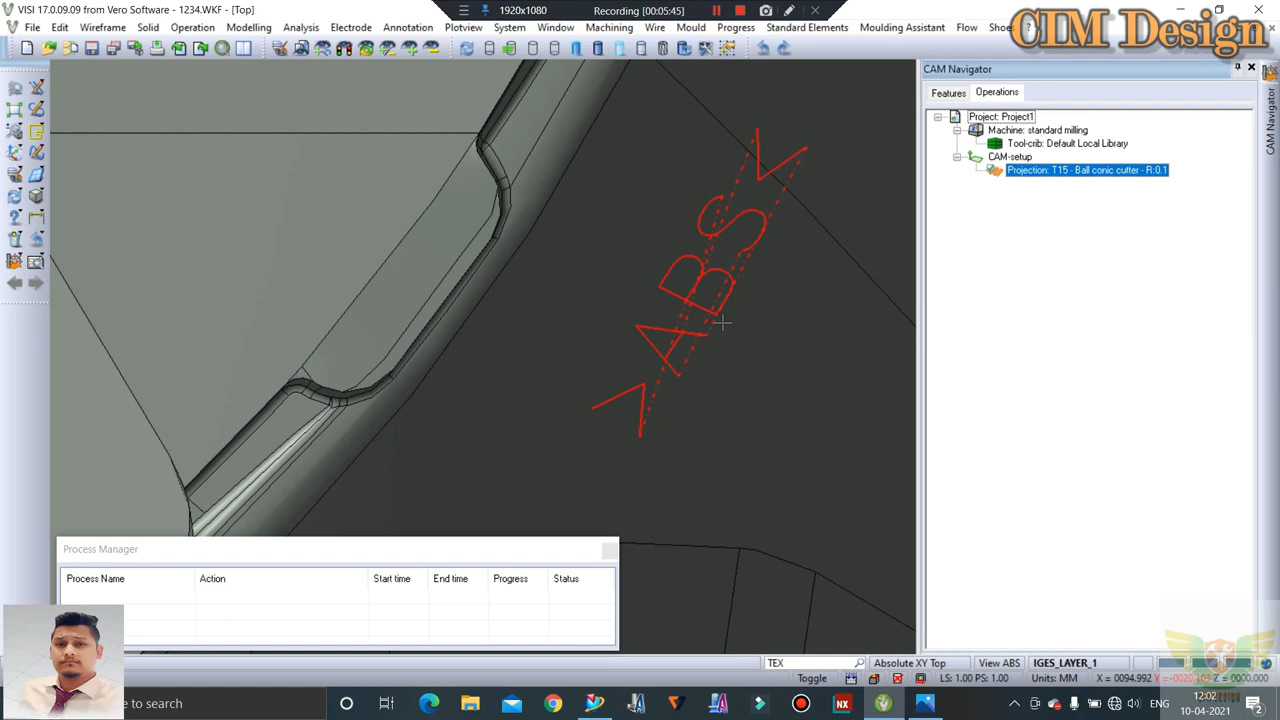 VISI 17.0.09.09 from Vero Software - 1234.WKF - [Top]
1920x1080
Recording [00:05:45]
CIM Design
File Edit Wireframe Solid Operation Modelling Analysis Electrode Annotation Plotview System Window Machining Wire Mould Progress Standard Elements Moulding Assistant Flow
CAM Navigator
Features Operations
Project: Project1
Machine: standard milling
Tool-crib: Default Local Library
CAM-setup
Projection: T15 - Ball conic cutter - R:0.1
CAM Navigator
> ABS <
Process Manager
Process Name Action Start time End time Progress Status
TEX Absolute XY Top View ABS IGES_LAYER_1
Toggle LS: 1.00 PS: 1.00 Units: MM X = 0094.992 Z = 0000.000
here to search
NX
ENG
12:02
10-04-2021
2